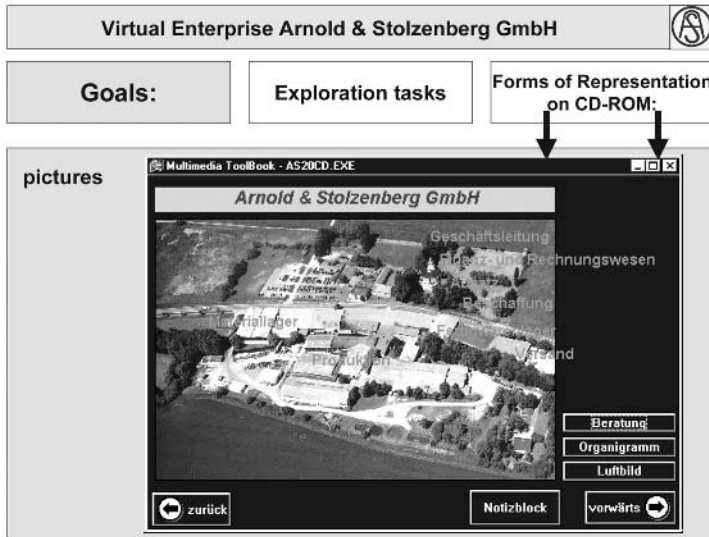 Virtual Enterprise Arnold & Stolzenberg GmbH
Goals:
Exploration tasks
Forms of Representation
on CD-ROM:
pictures
Multimedia ToolBook - AS20CD.EXE
Arnold & Stolzenberg GmbH
Geschäftsleitung
Finanz- und Rechnungswesen
Beschaffung
Produktion
Versand
Beratung
Organigramm
Luftbild
zurück
Notizblock
vorwärts